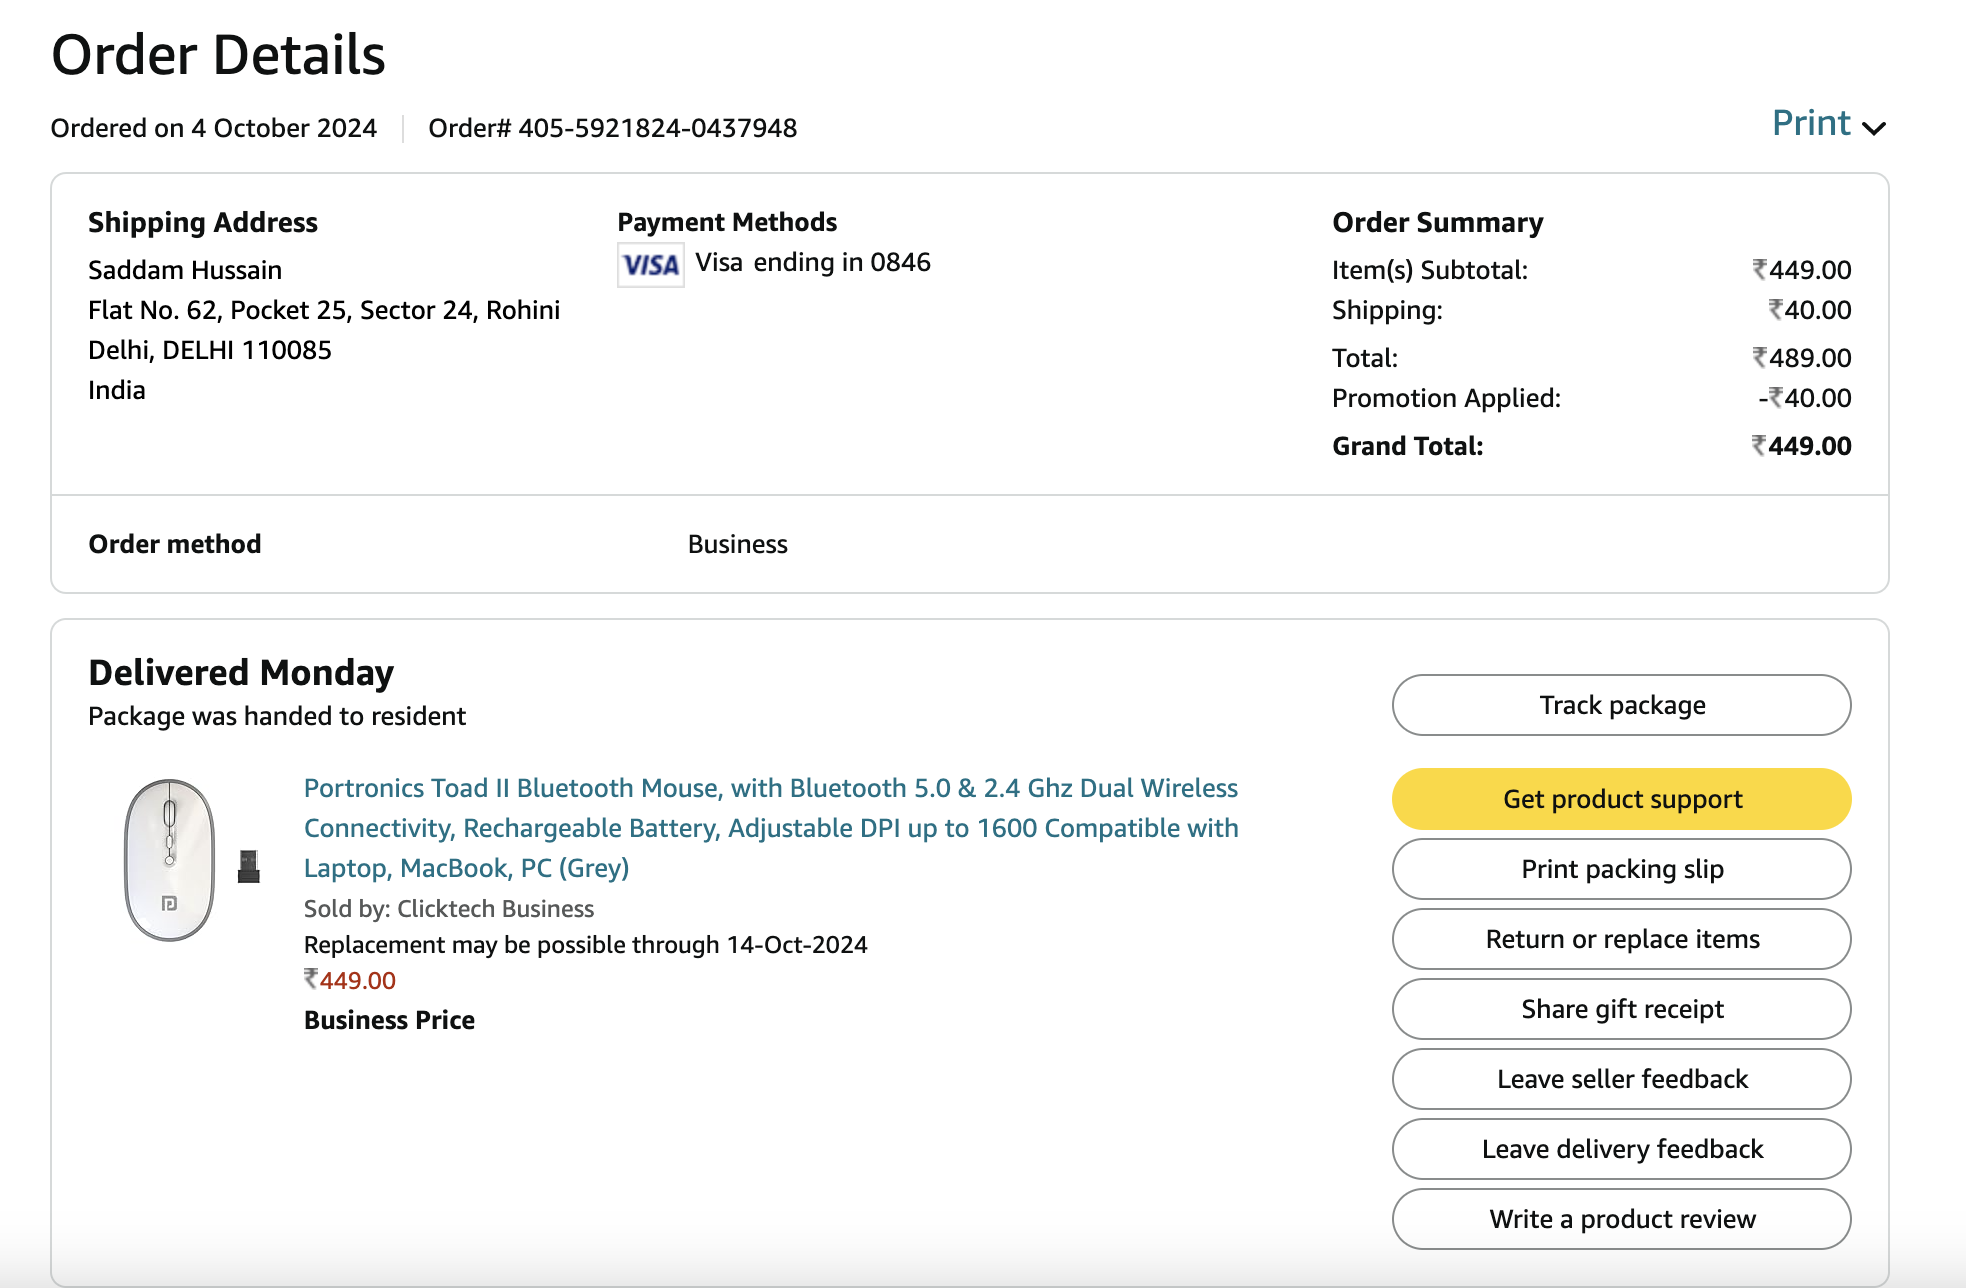 Order Details
Ordered on 4 October 2024
Order# 405-5921824-0437948
Print
Shipping Address
Saddam Hussain
Flat No. 62, Pocket 25, Sector 24, Rohini
Delhi, DELHI 110085
India
Payment Methods
VISA Visa ending in 0846
Order Summary
Item(s) Subtotal: ₹449.00
Shipping: ₹40.00
Total: ₹489.00
Promotion Applied: -₹40.00
Grand Total: ₹449.00
Order method Business
Delivered Monday
Package was handed to resident
Portronics Toad II Bluetooth Mouse, with Bluetooth 5.0 & 2.4 Ghz Dual Wireless
Connectivity, Rechargeable Battery, Adjustable DPI up to 1600 Compatible with
Laptop, MacBook, PC (Grey)
Sold by: Clicktech Business
Replacement may be possible through 14-Oct-2024
₹449.00
Business Price
Track package
Get product support
Print packing slip
Return or replace items
Share gift receipt
Leave seller feedback
Leave delivery feedback
Write a product review